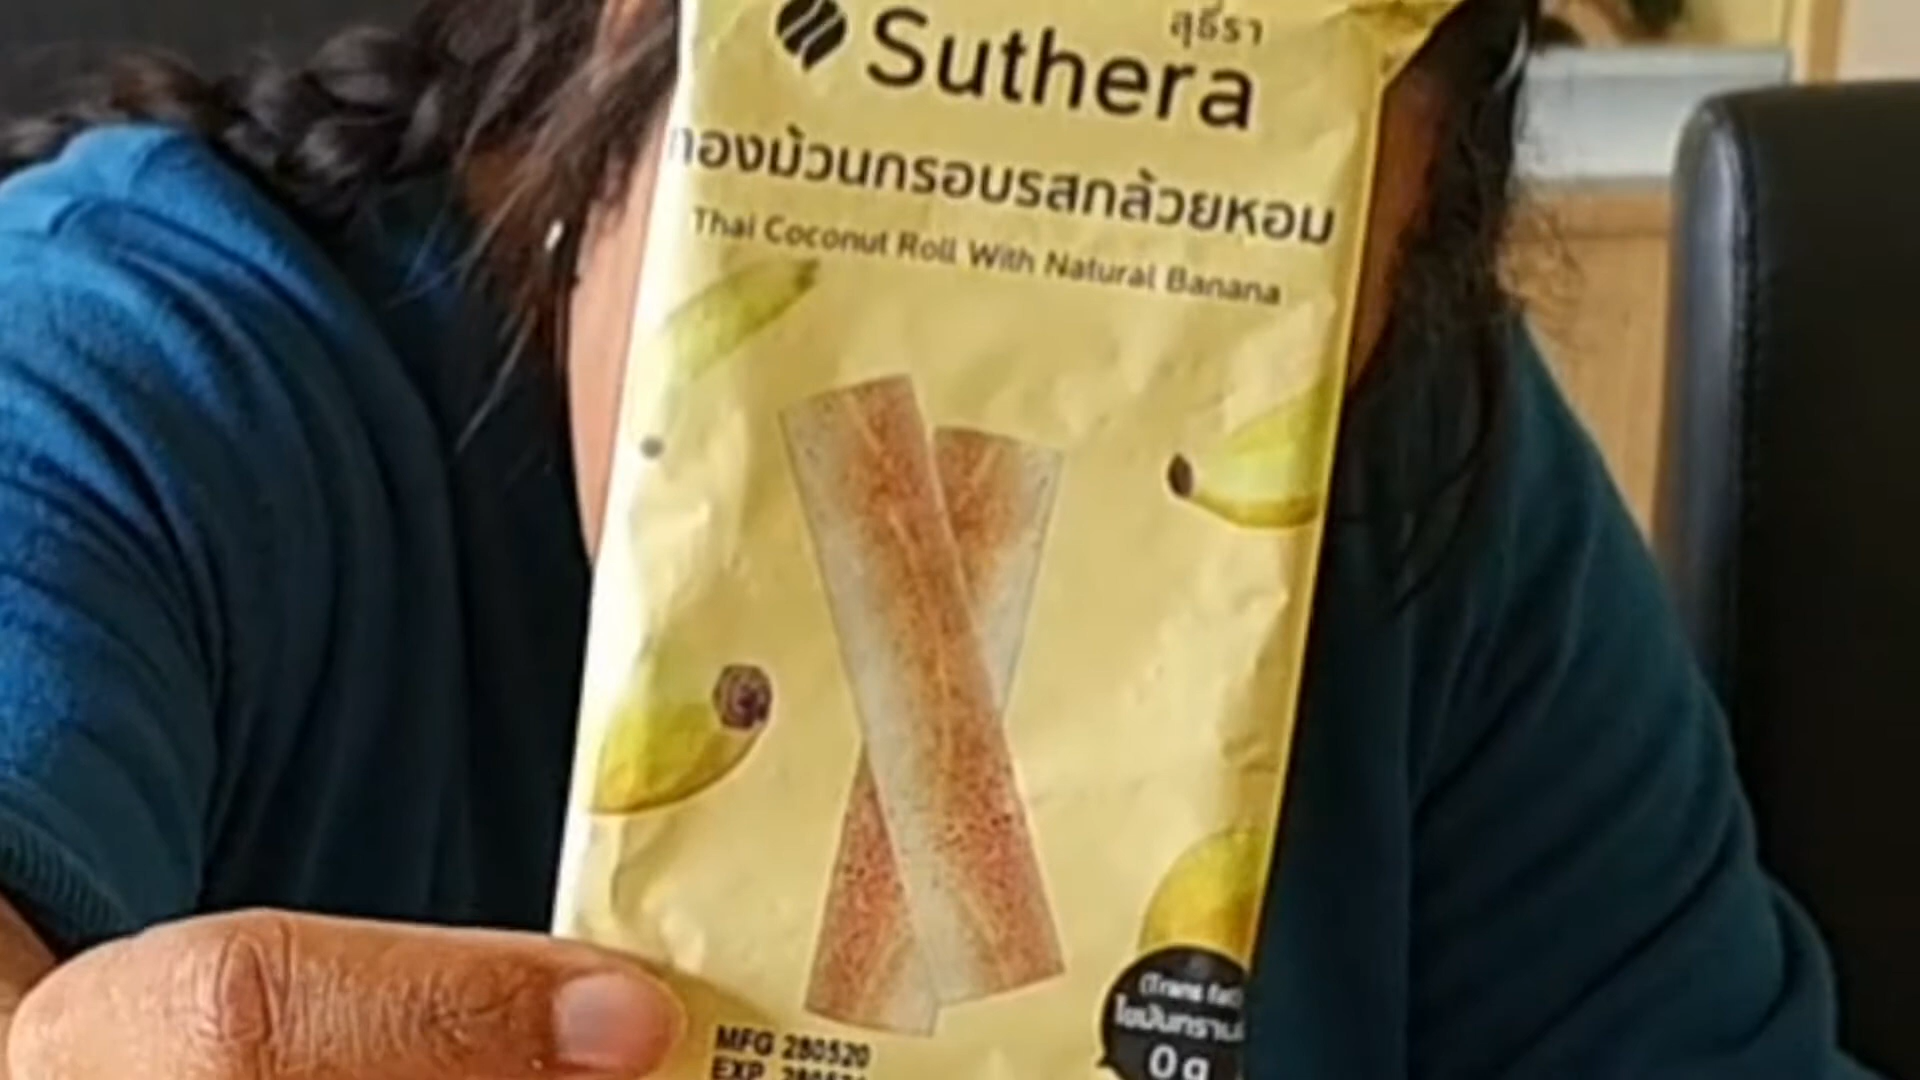 สุธีรา
Suthera
ทองม้วนกรอบรสกล้วยหอม
Thai Coconut Roll With Natural Banana
(Trans fat)
ไขมันทรานส์
0 g
MFG 280520
EXP